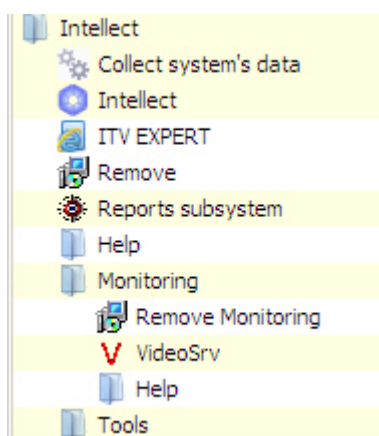 Intellect
Collect system's data
Intellect
ITV EXPERT
Remove
Reports subsystem
Help
Monitoring
Remove Monitoring
V VideoSrv
Help
Tools